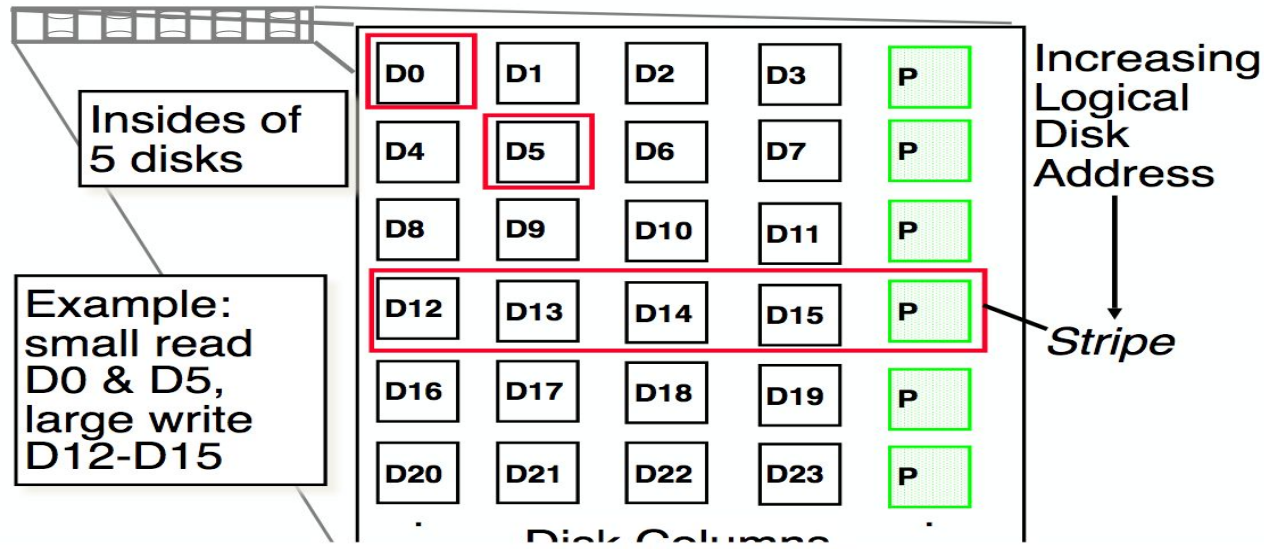 D0 D1 D2 D3 P
D4 D5 D6 D7 P
D8 D9 D10 D11 P
D12 D13 D14 D15 P
D16 D17 D18 D19 P
D20 D21 D22 D23 P
Disk Columns
Insides of
5 disks
Example:
small read
D0 & D5,
large write
D12-D15
Increasing
Logical
Disk
Address
Stripe